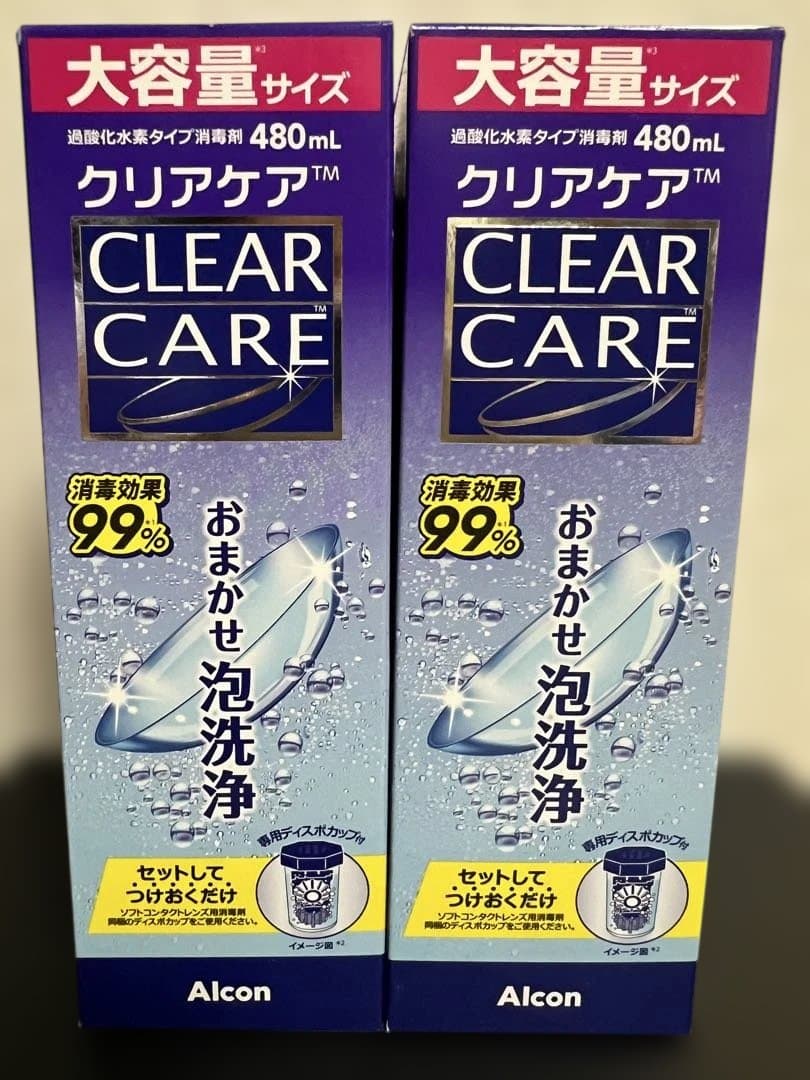 大容量※3サイズ
過酸化水素タイプ消毒剤 480mL
クリアケア™
CLEAR
CARE™
消毒効果
99%※1
おまかせ泡洗浄
専用ディスポカップ付
セットして
つけおくだけ
ソフトコンタクトレンズ用消毒剤
同梱のディスポカップをご使用ください。
イメージ図※2
Alcon
大容量※3サイズ
過酸化水素タイプ消毒剤 480mL
クリアケア™
CLEAR
CARE™
消毒効果
99%※1
おまかせ泡洗浄
専用ディスポカップ付
セットして
つけおくだけ
ソフトコンタクトレンズ用消毒剤
同梱のディスポカップをご使用ください。
イメージ図※2
Alcon